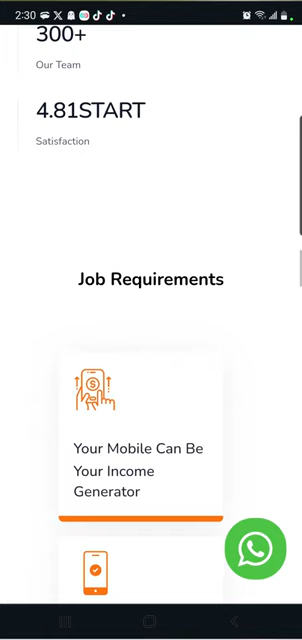 2:30
300+
Our Team
4.81START
Satisfaction
Job Requirements
Your Mobile Can Be
Your Income
Generator